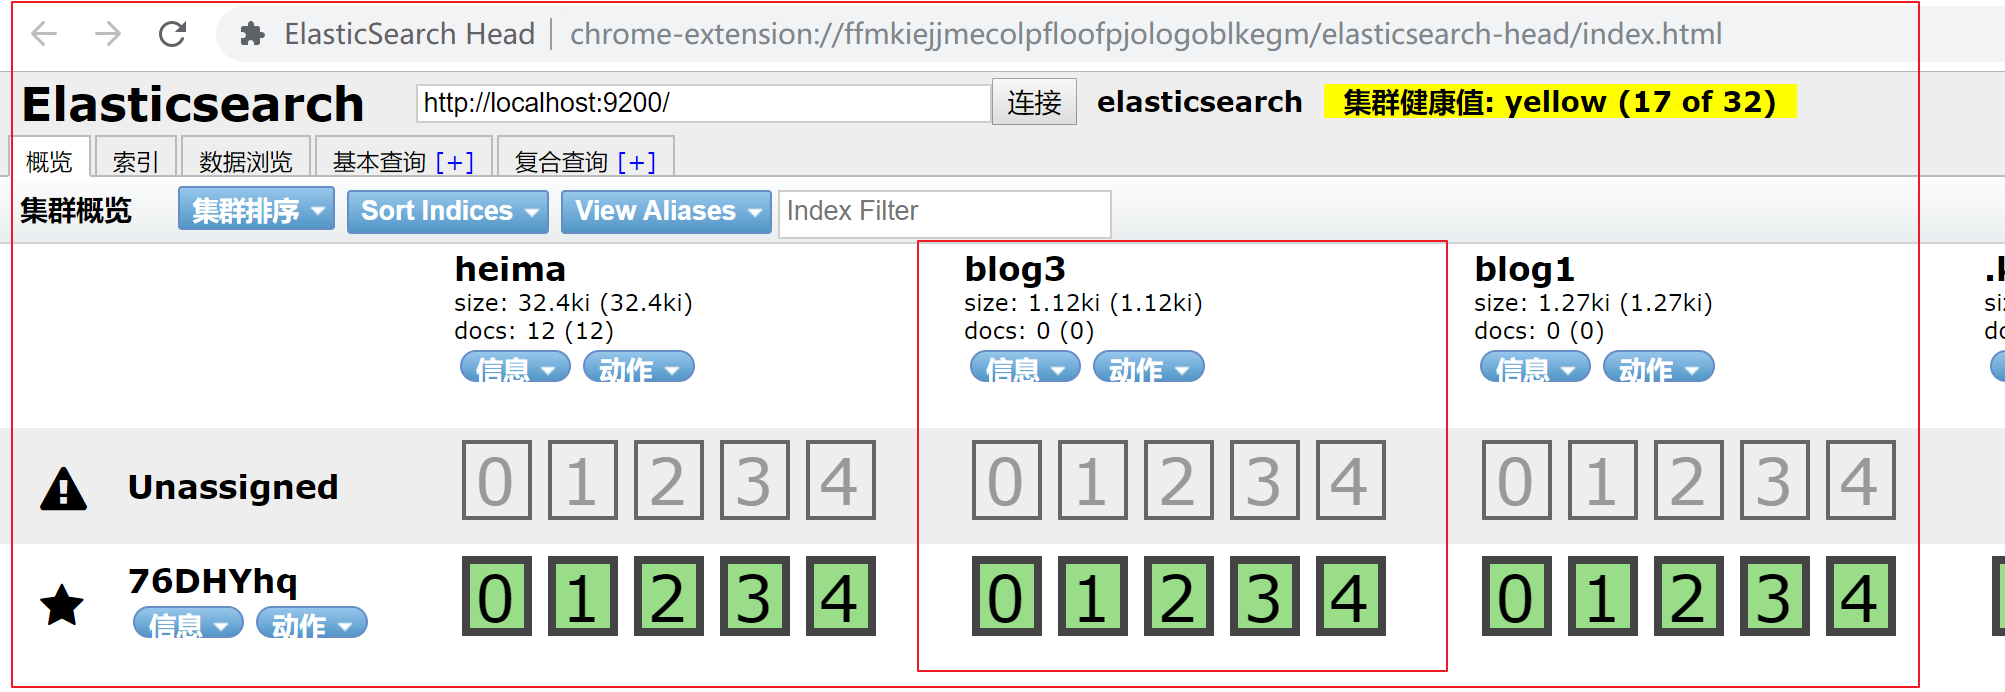 ElasticSearch Head | chrome-extension://ffmkiejjmecolpfloofpjologoblkegm/elasticsearch-head/index.html
Elasticsearch http://localhost:9200/ 连接 elasticsearch 集群健康值: yellow (17 of 32)
概览 索引 数据浏览 基本查询 [+] 复合查询 [+]
集群概览 集群排序 Sort Indices View Aliases Index Filter
heima blog3 blog1
size: 32.4ki (32.4ki) size: 1.12ki (1.12ki) size: 1.27ki (1.27ki)
docs: 12 (12) docs: 0 (0) docs: 0 (0)
信息 动作 信息 动作 信息 动作
Unassigned 0 1 2 3 4 0 1 2 3 4 0 1 2 3 4
76DHYhq 0 1 2 3 4 0 1 2 3 4 0 1 2 3 4
信息 动作